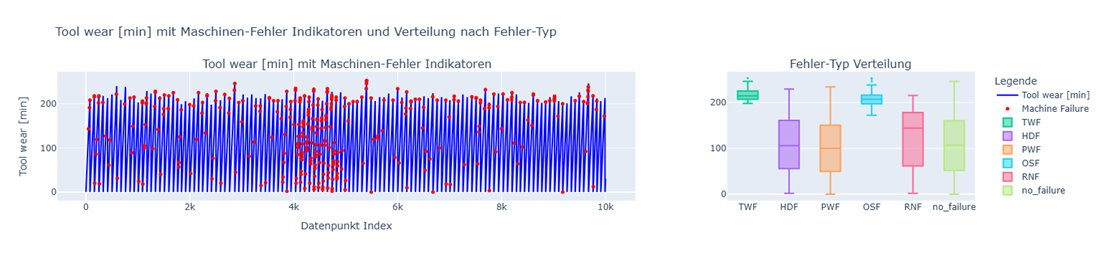 Tool wear [min] mit Maschinen-Fehler Indikatoren und Verteilung nach Fehler-Typ
Tool wear [min] mit Maschinen-Fehler Indikatoren
Tool wear [min]
200
100
0
0
2k
4k
6k
8k
10k
Datenpunkt Index
Fehler-Typ Verteilung
200
100
0
TWF
HDF
PWF
OSF
RNF
no_failure
Legende
Tool wear [min]
Machine Failure
TWF
HDF
PWF
OSF
RNF
no_failure